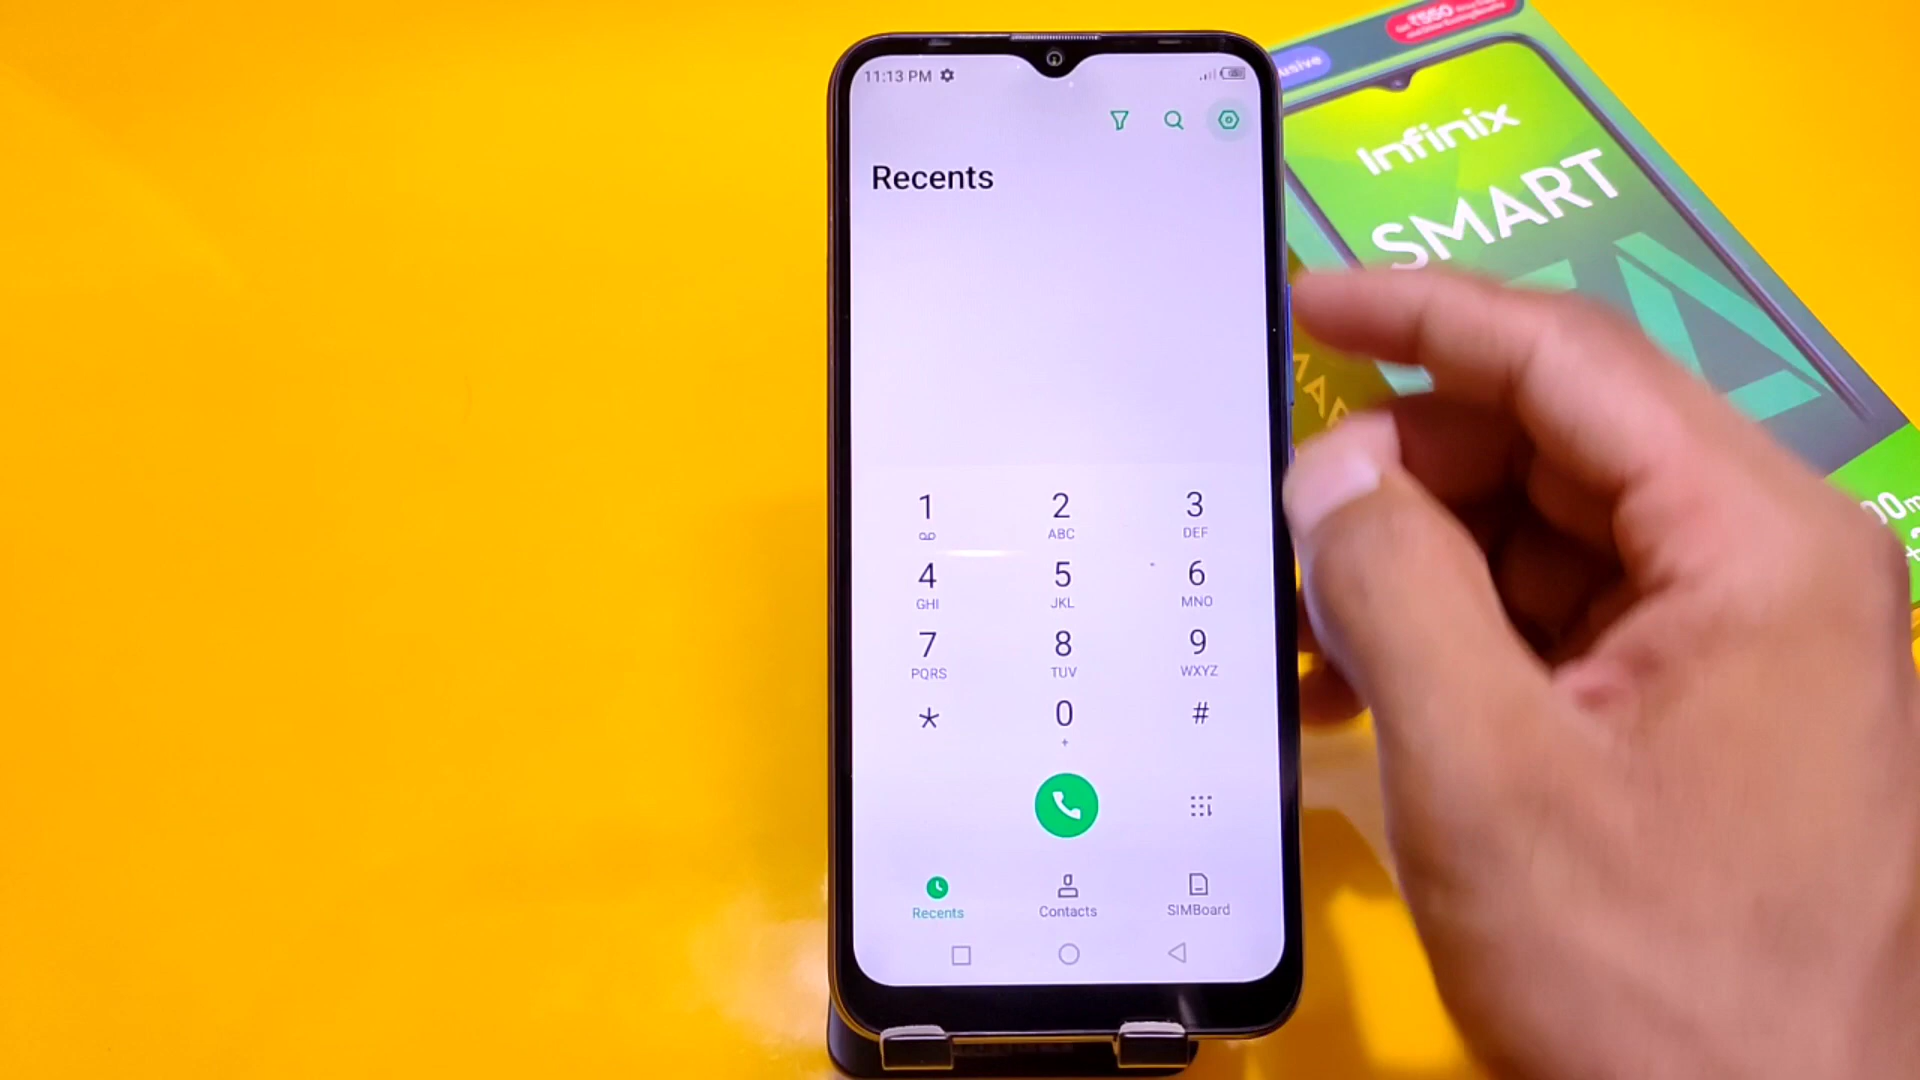 11:13 PM
Recents
1
2
ABC
3
DEF
4
GHI
5
JKL
6
MNO
7
PQRS
8
TUV
9
WXYZ
*
0
+
#
Recents
Contacts
SIMBoard
Infinix
SMART